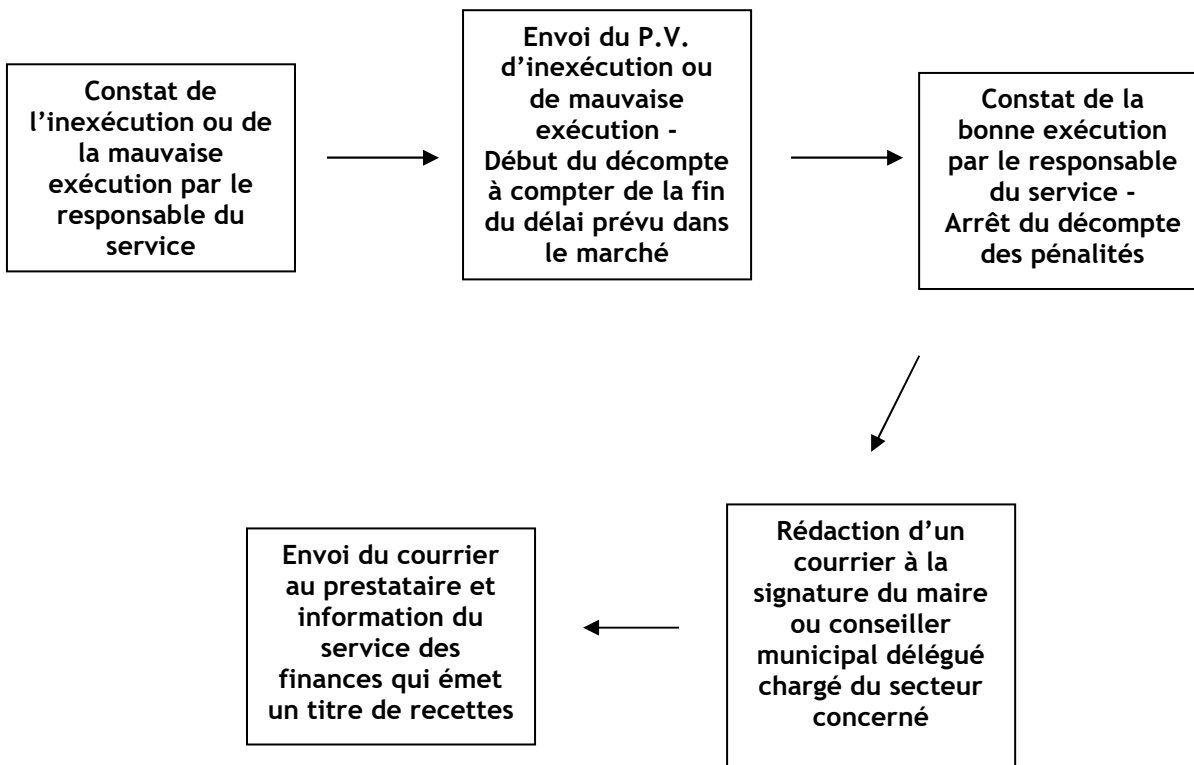 Constat de
l’inexécution ou de
la mauvaise
exécution par le
responsable du
service
Envoi du P.V.
d’inexécution ou
de mauvaise
exécution -
Début du décompte
à compter de la fin
du délai prévu dans
le marché
Constat de la
bonne exécution
par le responsable
du service -
Arrêt du décompte
des pénalités
Rédaction d’un
courrier à la
signature du maire
ou conseiller
municipal délégué
chargé du secteur
concerné
Envoi du courrier
au prestataire et
information du
service des
finances qui émet
un titre de recettes